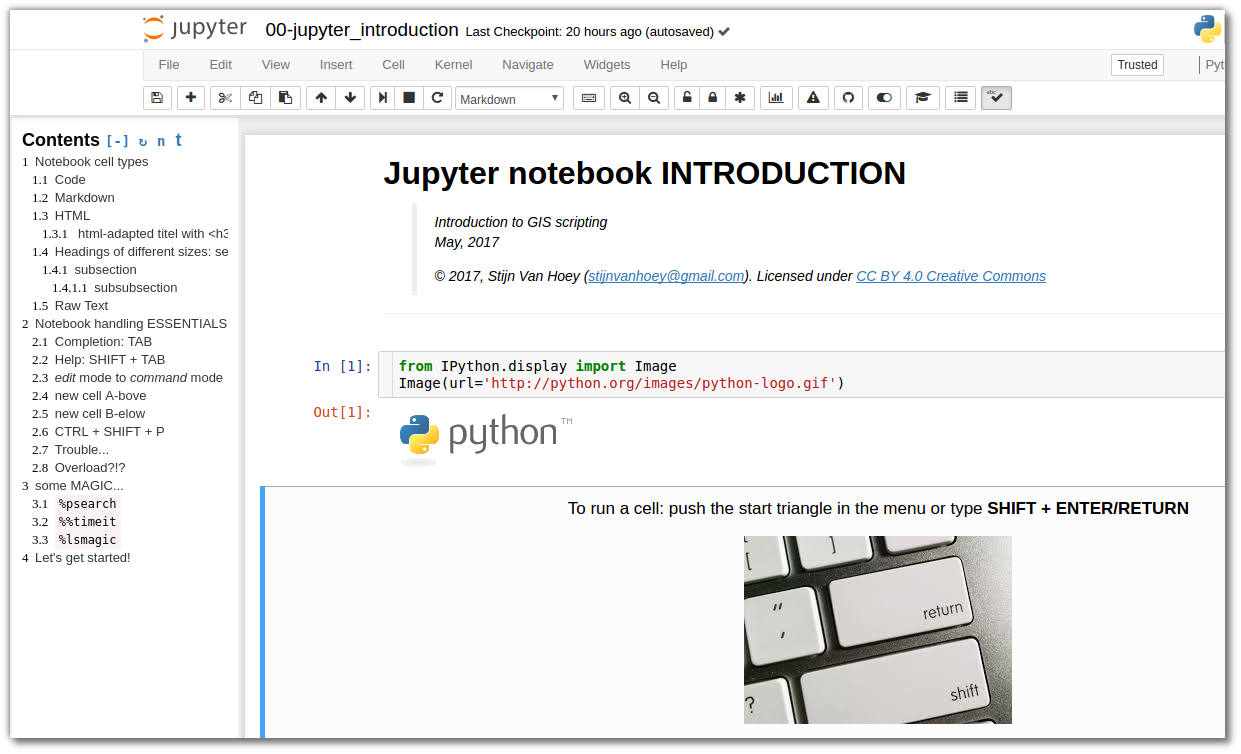 jupyter 00-jupyter_introduction Last Checkpoint: 20 hours ago (autosaved)
File Edit View Insert Cell Kernel Navigate Widgets Help Trusted Pyt
Markdown
abc
Contents [-] ↻ n t
1 Notebook cell types
1.1 Code
1.2 Markdown
1.3 HTML
1.3.1 html-adapted titel with <h3
1.4 Headings of different sizes: se
1.4.1 subsection
1.4.1.1 subsubsection
1.5 Raw Text
2 Notebook handling ESSENTIALS
2.1 Completion: TAB
2.2 Help: SHIFT + TAB
2.3 edit mode to command mode
2.4 new cell A-bove
2.5 new cell B-elow
2.6 CTRL + SHIFT + P
2.7 Trouble...
2.8 Overload?!?
3 some MAGIC...
3.1 %psearch
3.2 %%timeit
3.3 %lsmagic
4 Let's get started!
Jupyter notebook INTRODUCTION
Introduction to GIS scripting
May, 2017
© 2017, Stijn Van Hoey (stijnvanhoey@gmail.com). Licensed under CC BY 4.0 Creative Commons
In [1]: from IPython.display import Image
Image(url='http://python.org/images/python-logo.gif')
Out[1]:
python™
To run a cell: push the start triangle in the menu or type SHIFT + ENTER/RETURN
[ ]
" return
,
? shift